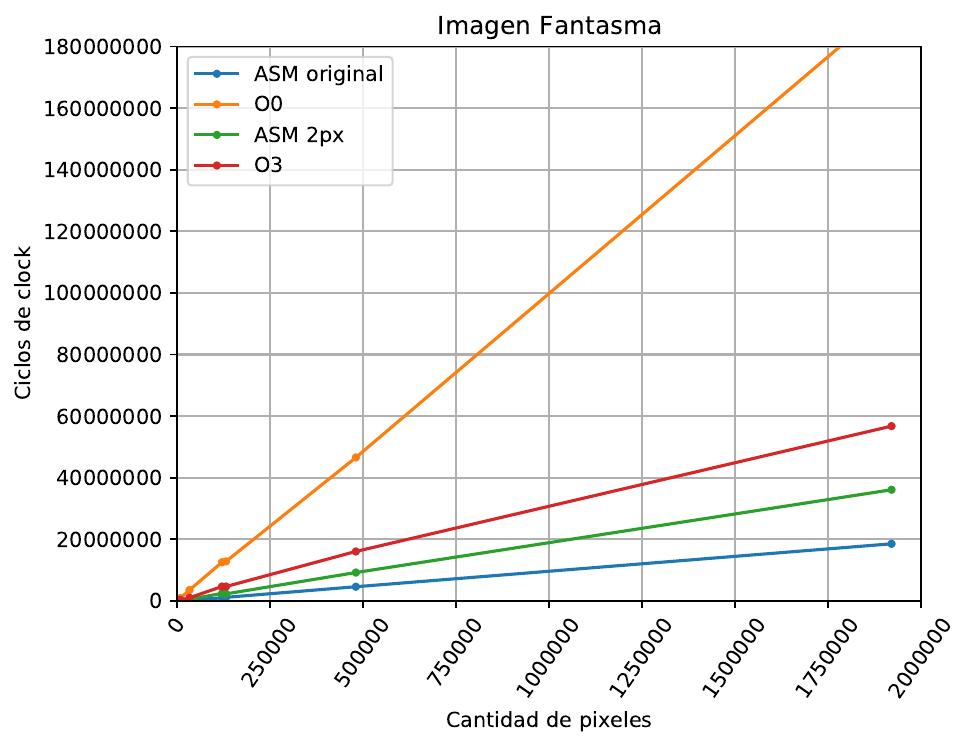 Imagen Fantasma
180000000
160000000
140000000
120000000
100000000
80000000
60000000
40000000
20000000
0
Ciclos de clock
ASM original
O0
ASM 2px
O3
0
250000
500000
750000
1000000
1250000
1500000
1750000
2000000
Cantidad de pixeles